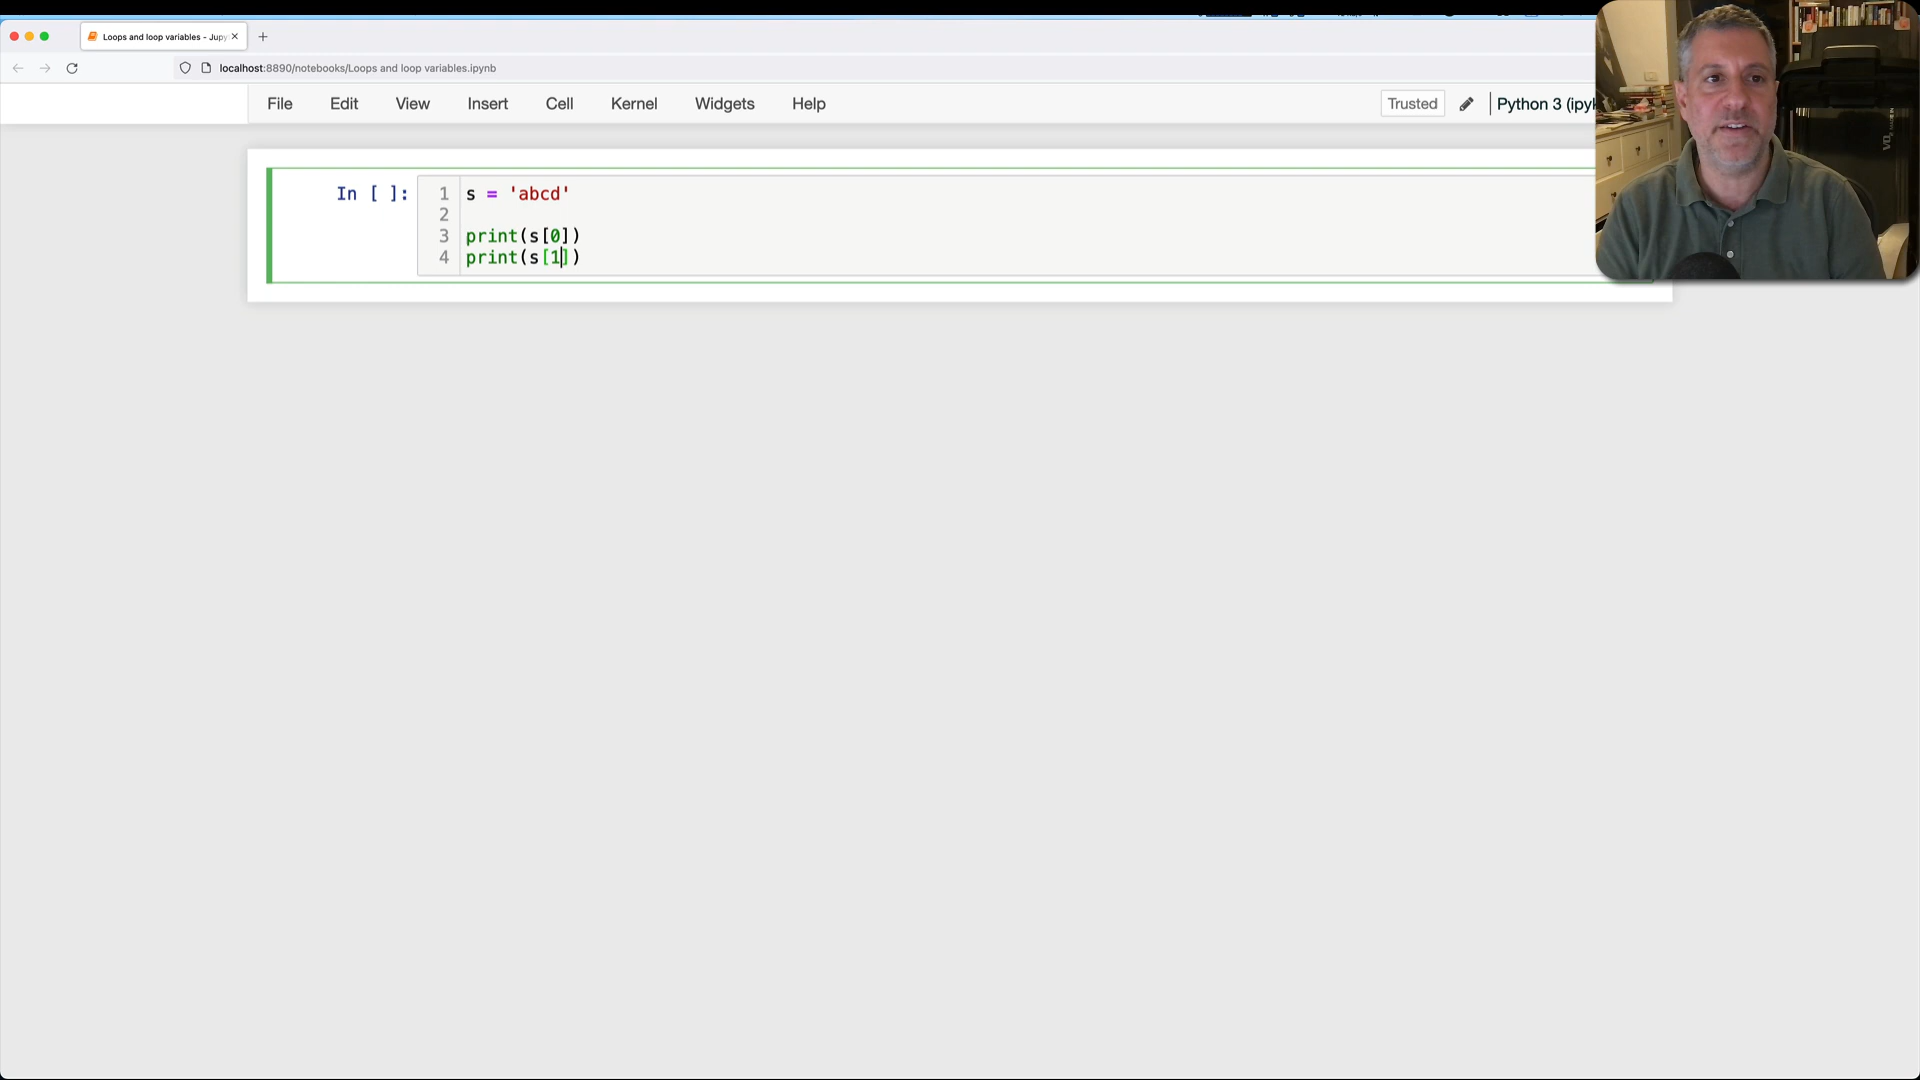 Loops and loop variables - Jupy
localhost:8890/notebooks/Loops and loop variables.ipynb
File Edit View Insert Cell Kernel Widgets Help
Trusted Python 3 (ipyk
In [ ]:
1 s = 'abcd'
2
3 print(s[0])
4 print(s[1])